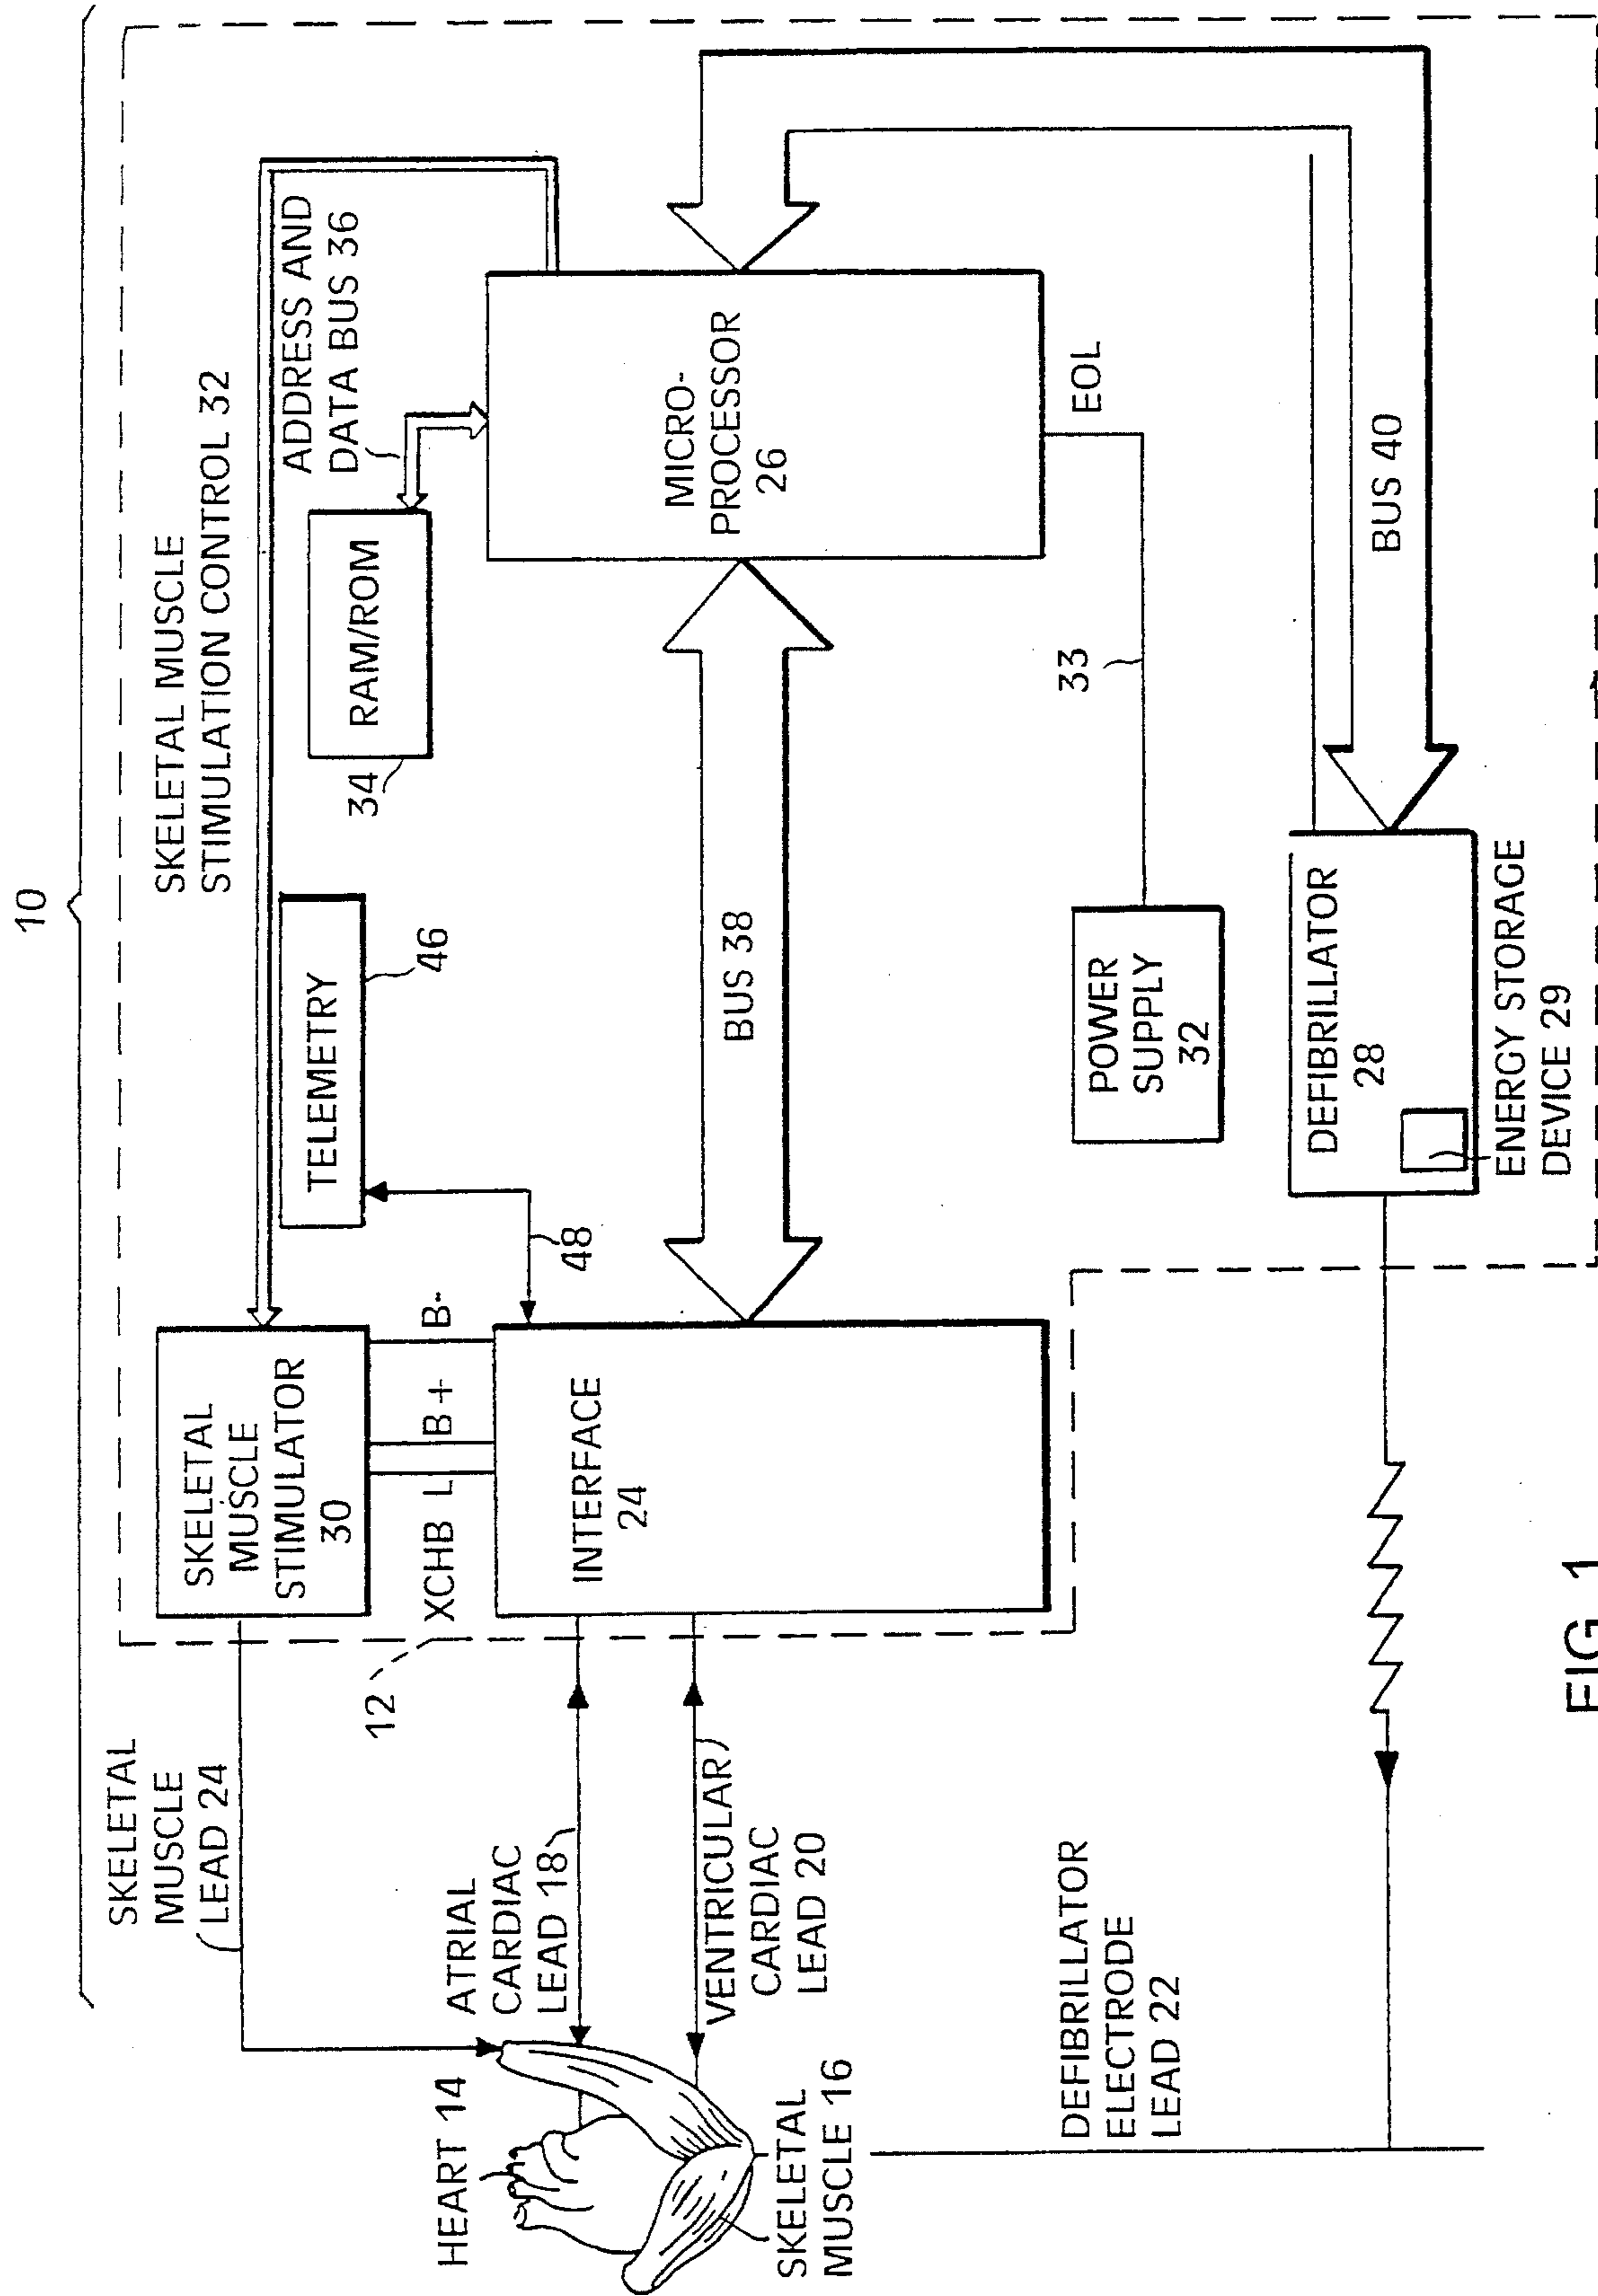 10
SKELETAL
MUSCLE
LEAD 24
SKELETAL MUSCLE
STIMULATION CONTROL 32
SKELETAL
MUSCLE
STIMULATOR
30
TELEMETRY
46
34
RAM/ROM
ADDRESS AND
DATA BUS 36
12
XCHB L
B+
B-
48
HEART 14
ATRIAL
CARDIAC
LEAD 18
INTERFACE
24
BUS 38
MICRO-
PROCESSOR
26
VENTRICULAR
CARDIAC
LEAD 20
SKELETAL
MUSCLE 16
EOL
33
POWER
SUPPLY
32
DEFIBRILLATOR
ELECTRODE
LEAD 22
DEFIBRILLATOR
28
BUS 40
ENERGY STORAGE
DEVICE 29
FIG. 1